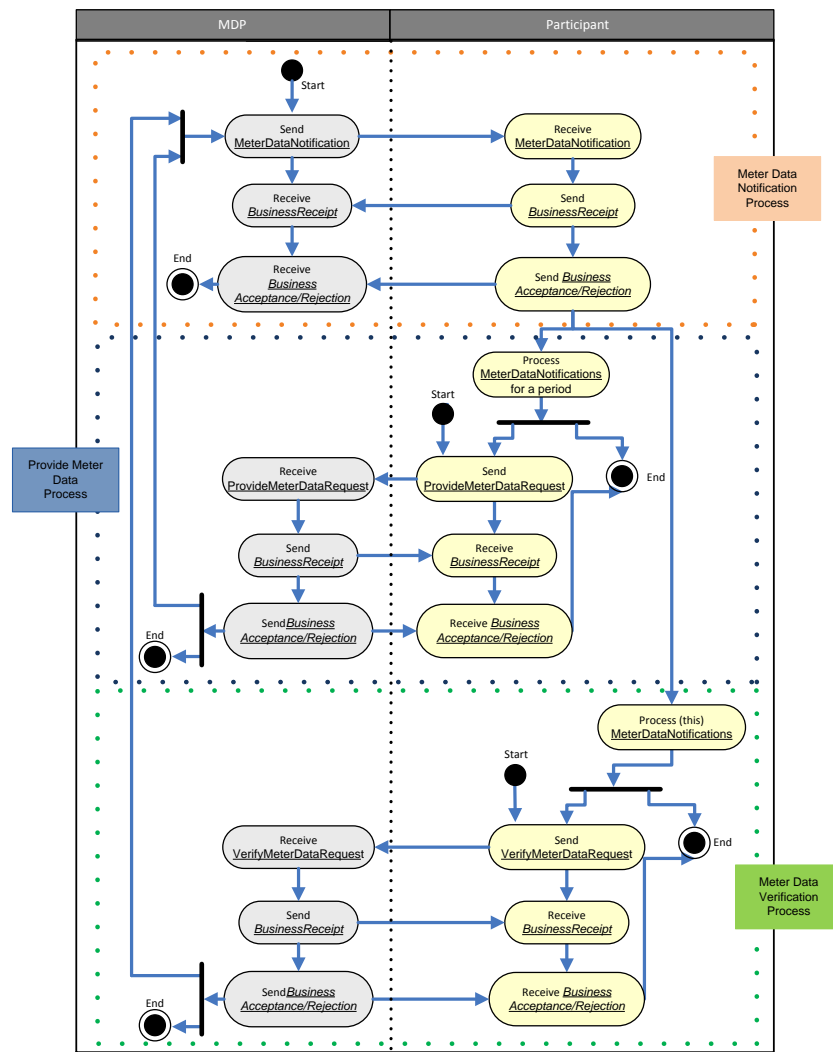 MDP
Participant
Start
Send
MeterDataNotification
Receive
MeterDataNotification
Meter Data
Notification
Process
Receive
BusinessReceipt
Send
BusinessReceipt
End
Receive
Business
Acceptance/Rejection
Send Business
Acceptance/Rejection
Process
MeterDataNotifications
for a period
Start
Provide Meter
Data
Process
Receive
ProvideMeterDataRequest
Send
ProvideMeterDataRequest
End
Send
BusinessReceipt
Receive
BusinessReceipt
End
SendBusiness
Acceptance/Rejection
Receive Business
Acceptance/Rejection
Process (this)
MeterDataNotifications
Start
Receive
VerifyMeterDataRequest
Send
VerifyMeterDataRequest
End
Meter Data
Verification
Process
Send
BusinessReceipt
Receive
BusinessReceipt
End
SendBusiness
Acceptance/Rejection
Receive Business
Acceptance/Rejection